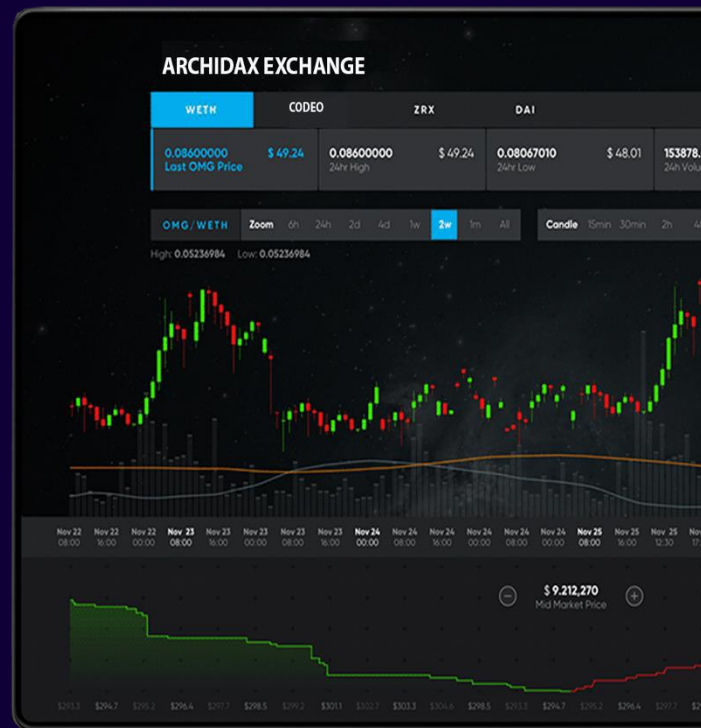 ARCHIDAX EXCHANGE
WETH CODEO ZRX DAI
0.08600000 $ 49.24 0.08600000 $ 49.24 0.08067010 $ 48.01 153878.
Last OMG Price 24hr High 24hr Low 24h Volu
OMG/WETH Zoom 6h 24h 2d 4d 1w 2w 1m All Candle 15min 30min 2h
High: 0.05236984 Low: 0.05236984
Nov 22 Nov 22 Nov 22 Nov 23 Nov 23 Nov 23 Nov 23 Nov 23 Nov 24 Nov 24 Nov 24 Nov 24 Nov 24 Nov 24 Nov 25 Nov 25 Nov 25 Nov
08:00 16:00 00:00 08:00 16:00 00:00 08:00 16:00 00:00 08:00 16:00 00:00 08:00 00:00 08:00 16:00 12:30 17:
$ 9.212,270
Mid Market Price
$293.3 $294.7 $295.2 $296.4 $297.7 $298.5 $299.2 $301.1 $302.7 $303.3 $304.6 $298.5 $293.3 $294.7 $295.2 $296.4 $297.7